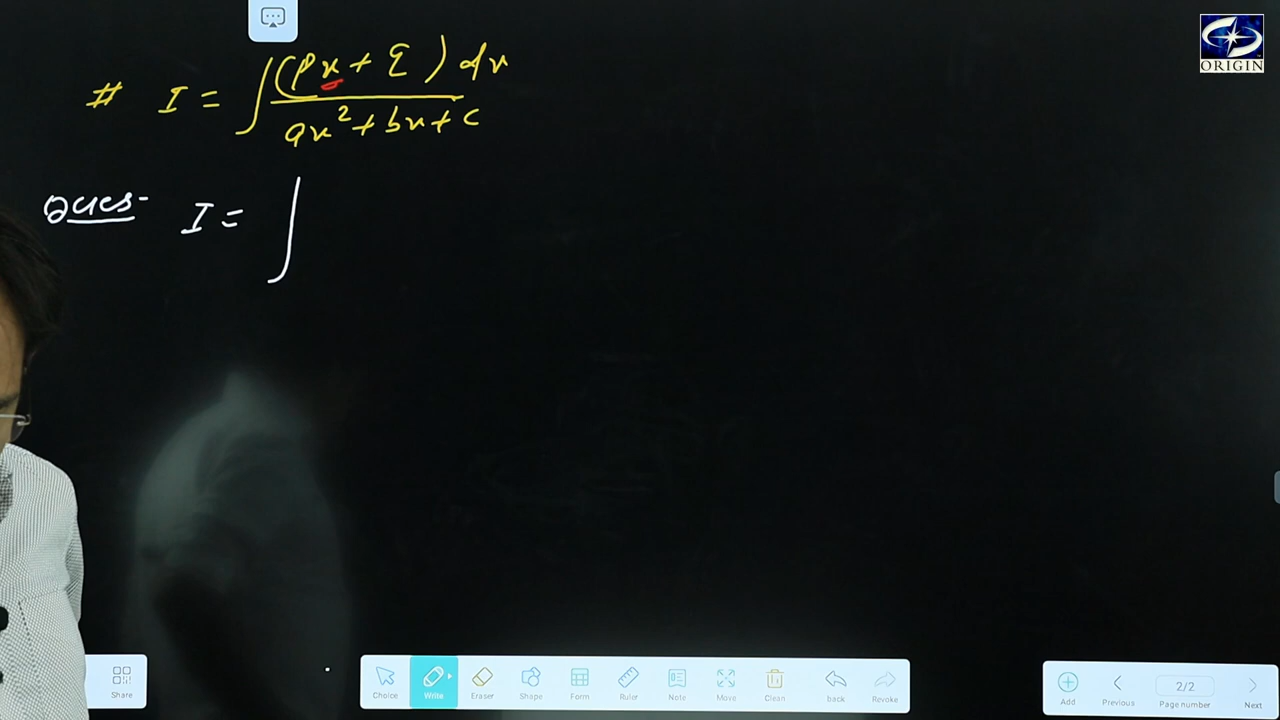 ORIGIN
# I = ∫ (px + q) dx / ax² + bx + c
Ques- I = ∫
Share
Choice Write Eraser Shape Form Ruler Note Move Clean back Revoke
Add Previous 2/2 Page number Next